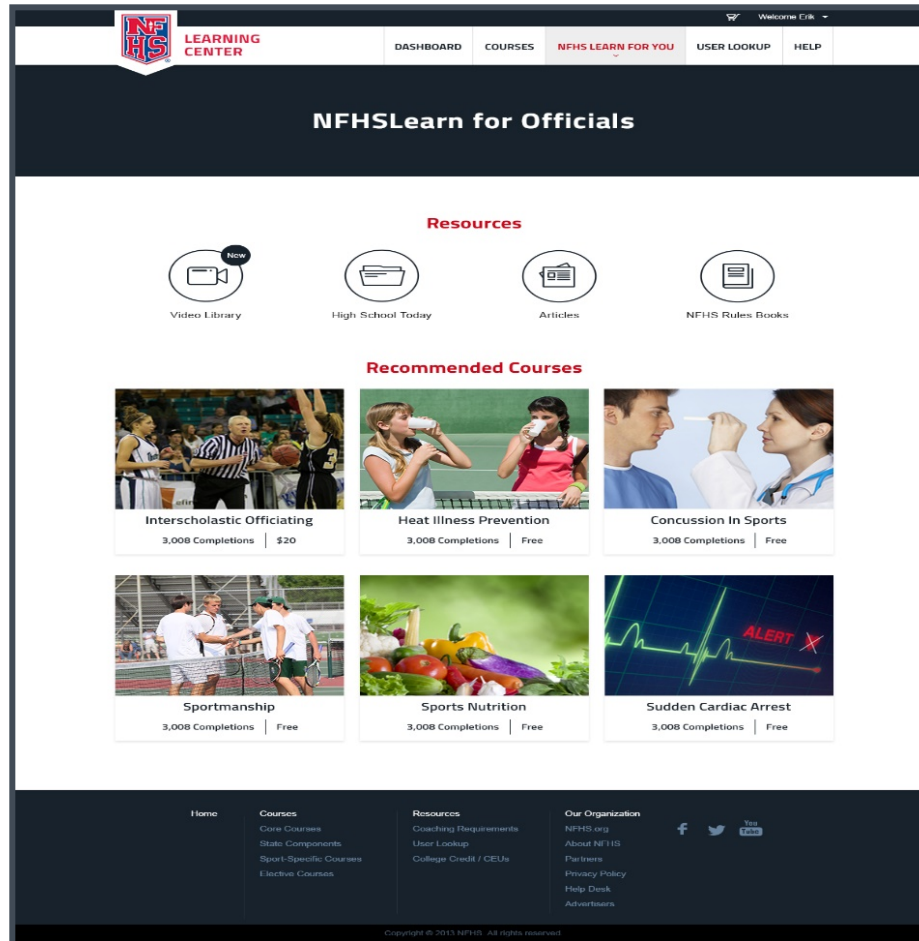 Welcome Erik
NFHS
LEARNING
CENTER
DASHBOARD
COURSES
NFHS LEARN FOR YOU
USER LOOKUP
HELP
NFHSLearn for Officials
Resources
New
Video Library
High School Today
Articles
NFHS Rules Books
Recommended Courses
Interscholastic Officiating
3,008 Completions | $20
Heat Illness Prevention
3,008 Completions | Free
Concussion In Sports
3,008 Completions | Free
ALERT
Sportmanship
3,008 Completions | Free
Sports Nutrition
3,008 Completions | Free
Sudden Cardiac Arrest
3,008 Completions | Free
Home
Courses
Core Courses
State Components
Sport-Specific Courses
Elective Courses
Resources
Coaching Requirements
User Lookup
College Credit / CEUs
Our Organization
NFHS.org
About NFHS
Partners
Privacy Policy
Help Desk
Advertisers
You
Tube
Copyright © 2013 NFHS. All rights reserved